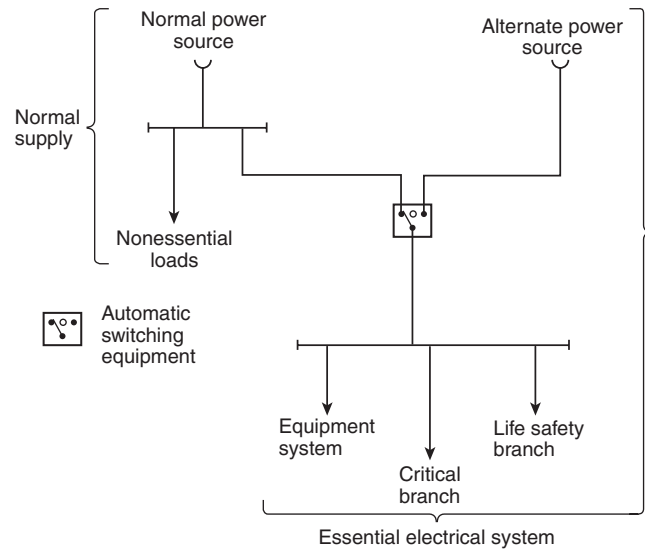 Normal power
source
Alternate power
source
Normal
supply
Nonessential
loads
Automatic
switching
equipment
Equipment
system
Critical
branch
Life safety
branch
Essential electrical system